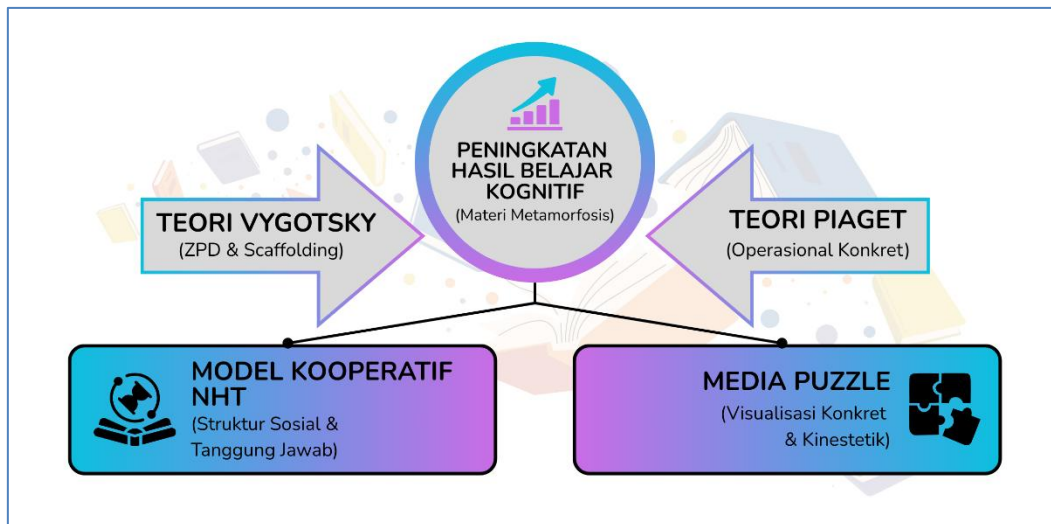 PENINGKATAN
HASIL BELAJAR
KOGNITIF
(Materi Metamorfosis)
TEORI VYGOTSKY
(ZPD & Scaffolding)
TEORI PIAGET
(Operasional Konkret)
MODEL KOOPERATIF
NHT
(Struktur Sosial &
Tanggung Jawab)
MEDIA PUZZLE
(Visualisasi Konkret
& Kinestetik)